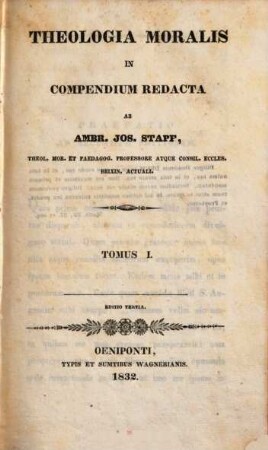 THEOLOGIA MORALIS
IN
COMPENDIUM REDACTA
AB
AMBR. JOS. STAPF,
THEOL. MOR. ET PAEDAGOG. PROFESSORE ATQUE CONSIL. ECCLES.
BRIXIN. ACTUALI.
TOMUS I.
EDITIO TERTIA.
OENIPONTI,
TYPIS ET SUMTIBUS WAGNERIANIS.
1832.